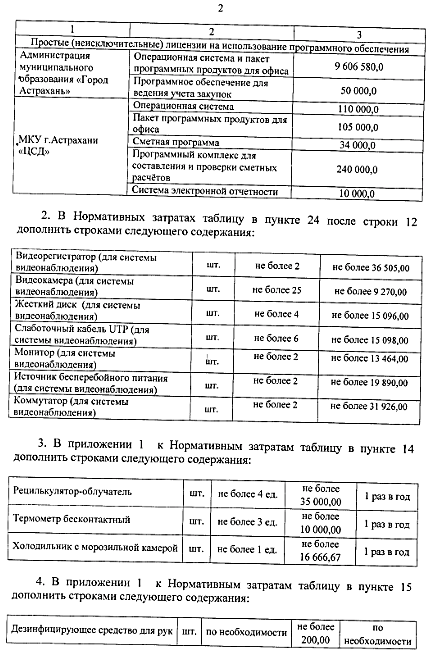 2
1 2 3
Простые (неисключительные) лицензии на использование программного обеспечения
Администрация
муниципального
образования «Город
Астрахань»
Операционная система и пакет
программных продуктов для офиса
9 606 580,0
Программное обеспечение для
ведения учета закупок
50 000,0
МКУ г.Астрахани
«ЦСД»
Операционная система
110 000,0
Пакет программных продуктов для
офиса
105 000,0
Сметная программа
34 000,0
Программный комплекс для
составления и проверки сметных
расчётов
240 000,0
Система электронной отчетности
10 000,0
2. В Нормативных затратах таблицу в пункте 24 после строки 12
дополнить строками следующего содержания:
Видеорегистратор (для системы
видеонаблюдения)
шт. не более 2 не более 36 505,00
Видеокамера (для системы
видеонаблюдения)
шт. не более 25 не более 9 270,00
Жесткий диск (для системы
видеонаблюдения)
шт. не более 4 не более 15 096,00
Слаботочный кабель UTP (для
системы видеонаблюдения)
шт. не более 6 не более 15 098,00
Монитор (для системы
видеонаблюдения)
шт. не более 2 не более 13 464,00
Источник бесперебойного питания
(для системы видеонаблюдения)
шт. не более 2 не более 19 890,00
Коммутатор (для системы
видеонаблюдения)
шт. не более 2 не более 31 926,00
3. В приложении 1 к Нормативным затратам таблицу в пункте 14
дополнить строками следующего содержания:
Рецилькулятор-облучатель шт. не более 4 ед. не более
35 000,00
1 раз в год
Термометр бесконтактный шт. не более 3 ед. не более
10 000,00
1 раз в год
Холодильник с морозильной камерой шт. не более 1 ед. не более
16 666,67
1 раз в год
4. В приложении 1 к Нормативным затратам таблицу в пункте 15
дополнить строками следующего содержания:
Дезинфицирующее средство для рук шт. по необходимости не более
200,00
по
необходимости